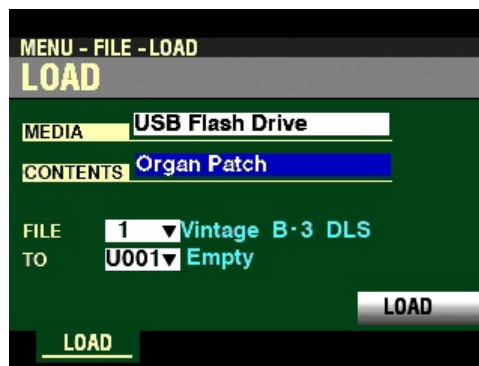 MENU - FILE - LOAD
LOAD
MEDIA USB Flash Drive
CONTENTS Organ Patch
FILE 1 ▼ Vintage B-3 DLS
TO U001▼ Empty
LOAD
LOAD